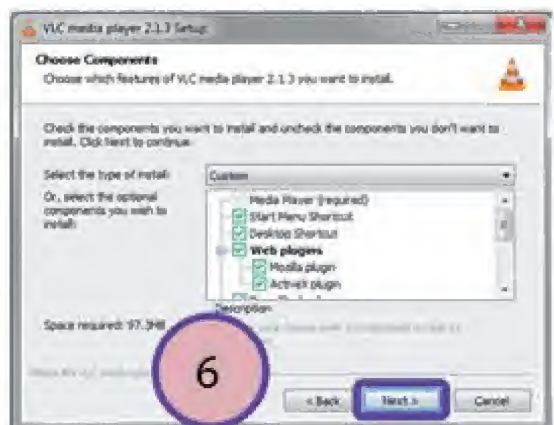 VLC media player 2.1.3 Setup
Choose Components
Choose which features of VLC media player 2.1.3 you want to install.
Check the components you want to install and uncheck the components you don't want to
install. Click Next to continue.
Select the type of install:
Custom
Or, select the optional
components you wish to
install:
Media Player (required)
Start Menu Shortcut
Desktop Shortcut
Web plugins
Mozilla plugin
ActiveX plugin
Description
Space required: 97.3MB
6
< Back
Next >
Cancel